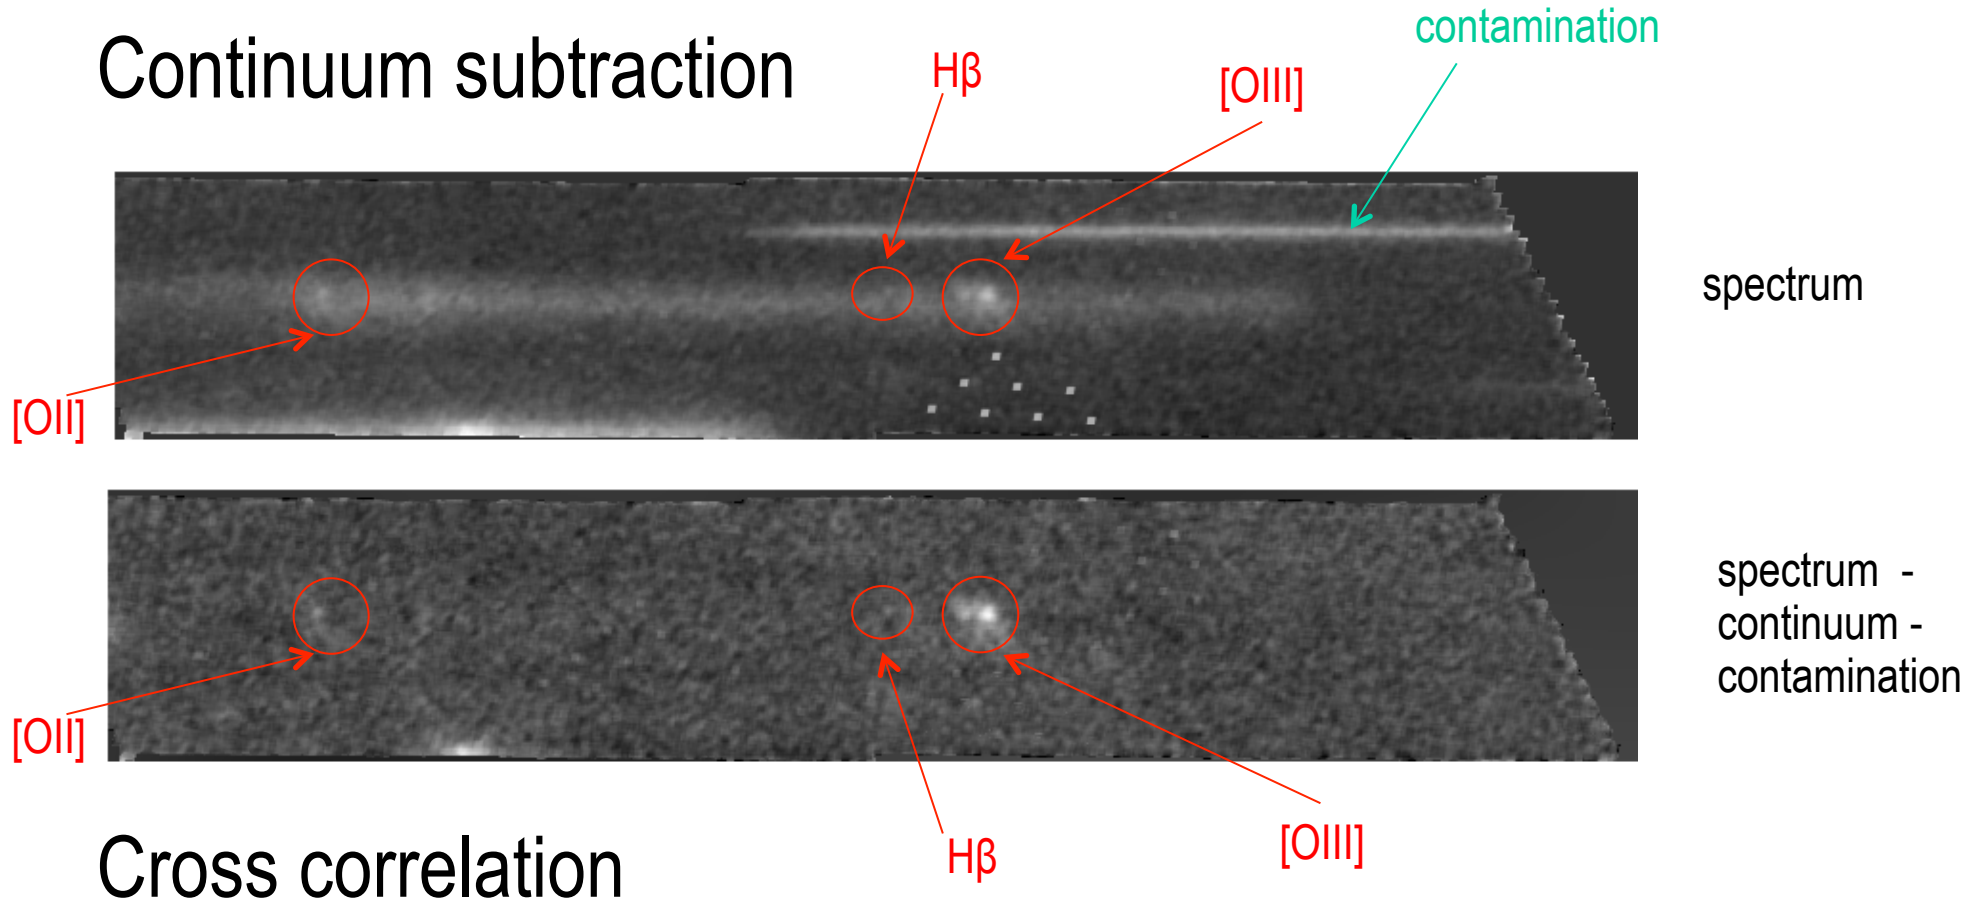 contamination
Continuum subtraction
Hβ
[OIII]
spectrum
[OII]
spectrum -
continuum -
contamination
[OII]
Hβ
[OIII]
Cross correlation